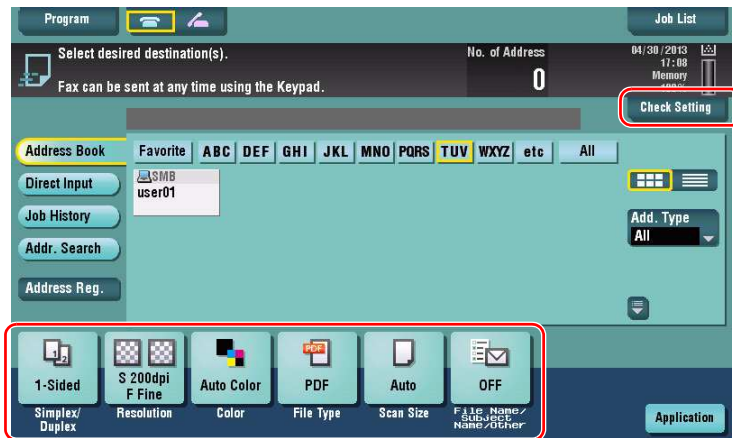 Program
Job List
Select desired destination(s).
No. of Address
04/30/2013
17:08
Fax can be sent at any time using the Keypad.
0
Memory
100%
Check Setting
Address Book
Favorite ABC DEF GHI JKL MNO PQRS TUV WXYZ etc All
SMB
user01
Direct Input
Job History
Add. Type
All
Addr. Search
Address Reg.
1 2
PDF
1-Sided
S 200dpi
F Fine
Auto Color
PDF
Auto
OFF
Simplex/
Duplex
Resolution
Color
File Type
Scan Size
File Name/
Subject
Name/Other
Application